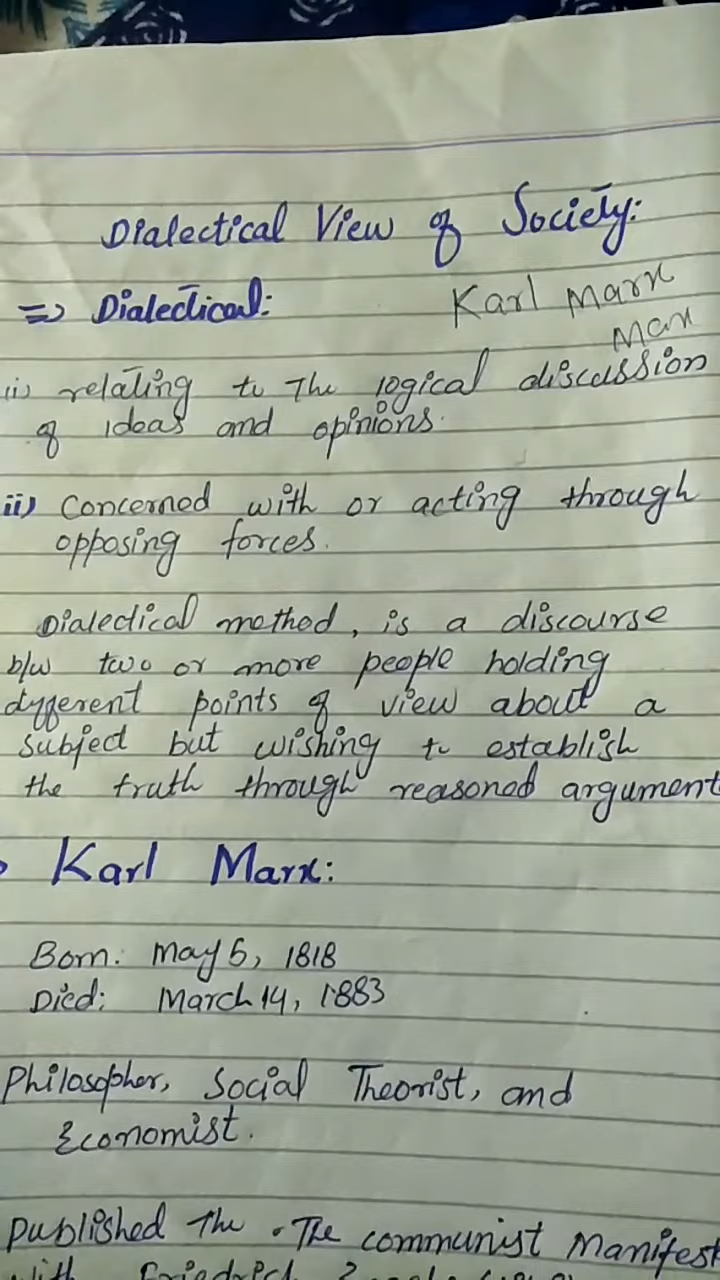 Dialectical View of Society:
=> Dialectical:
Karl Marx
Marx
(i) relating to The logical discussion
of ideas and opinions.
ii) Concerned with or acting through
opposing forces.
Dialectical method, is a discourse
b/w two or more people holding
different points of view about a
subject but wishing to establish
the truth through reasoned argument
Karl Marx:
Born: May 5, 1818
Died: March 14, 1883
Philosopher, Social Theorist, and
Economist.
Published the The communist Manifest
with Friedrich